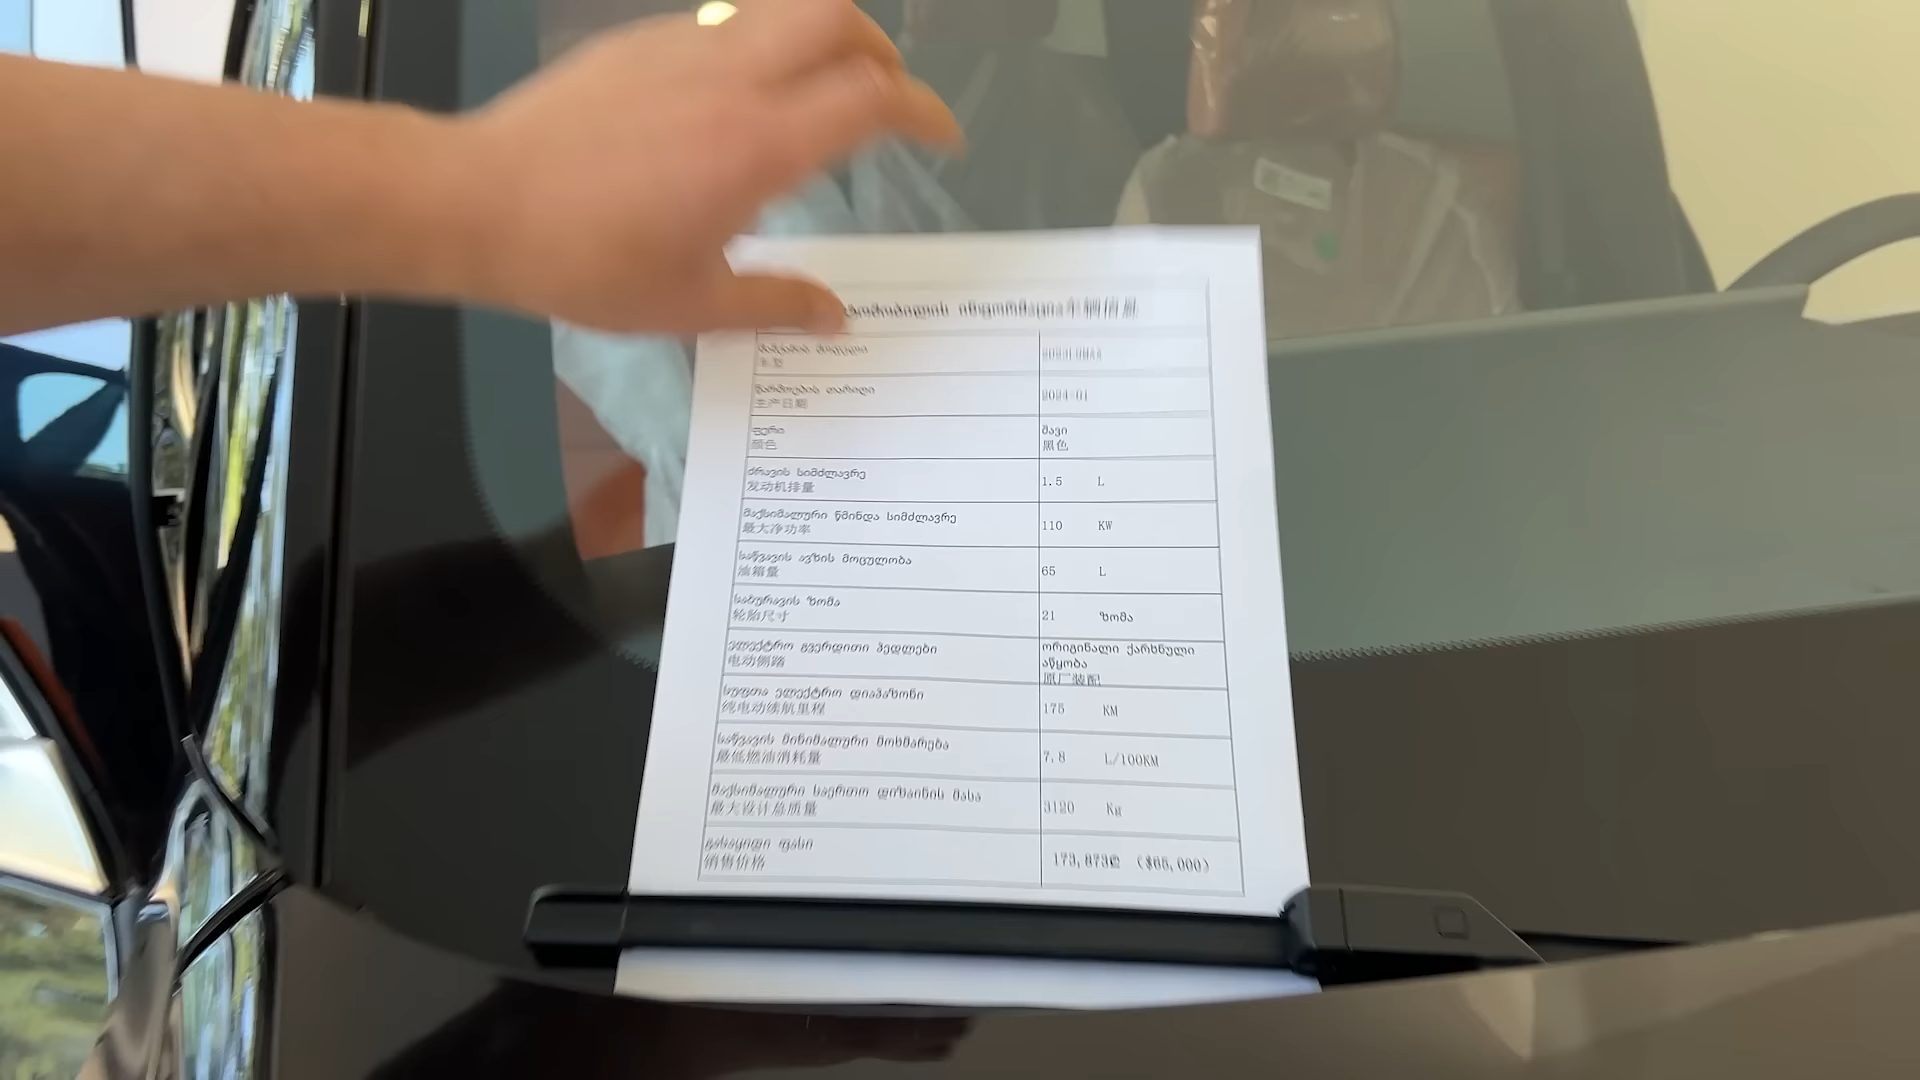 ინფორმაცია车辆信息
მანქანის მოდელი
车型
წარმოების თარიღი
生产日期
2024-01
ფერი
颜色
შავი
黑色
ძრავის სიმძლავრე
发动机排量
1.5 L
მაქსიმალური წმინდა სიმძლავრე
最大净功率
110 KW
საწვავის ავზის მოცულობა
油箱量
65 L
საბურავის ზომა
轮胎尺寸
21 ზომა
ელექტრო გვერდითი პედლები
电动侧踏
ორიგინალი ქარხნული
აწყობა
原厂装配
სუფთა ელექტრო დიაპაზონი
纯电动续航里程
175 KM
საწვავის მინიმალური მოხმარება
最低燃油消耗量
7.8 L/100KM
მაქსიმალური საერთო დიზაინის მასა
最大设计总质量
3120 Kg
გასაყიდი ფასი
销售价格
173,873₾ ($65,000)